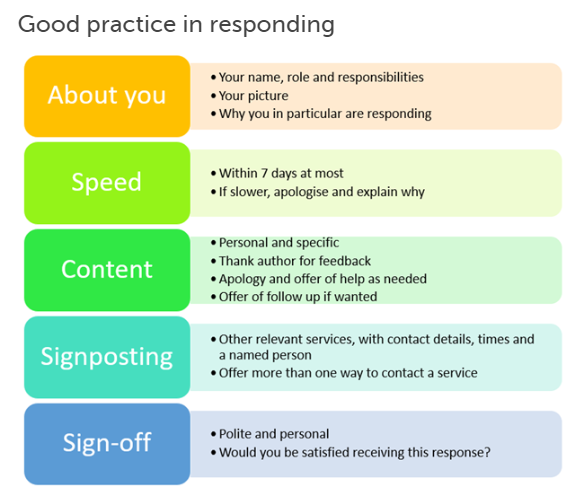 Good practice in responding
About you
• Your name, role and responsibilities
• Your picture
• Why you in particular are responding
Speed
• Within 7 days at most
• If slower, apologise and explain why
Content
• Personal and specific
• Thank author for feedback
• Apology and offer of help as needed
• Offer of follow up if wanted
Signposting
• Other relevant services, with contact details, times and
a named person
• Offer more than one way to contact a service
Sign-off
• Polite and personal
• Would you be satisfied receiving this response?